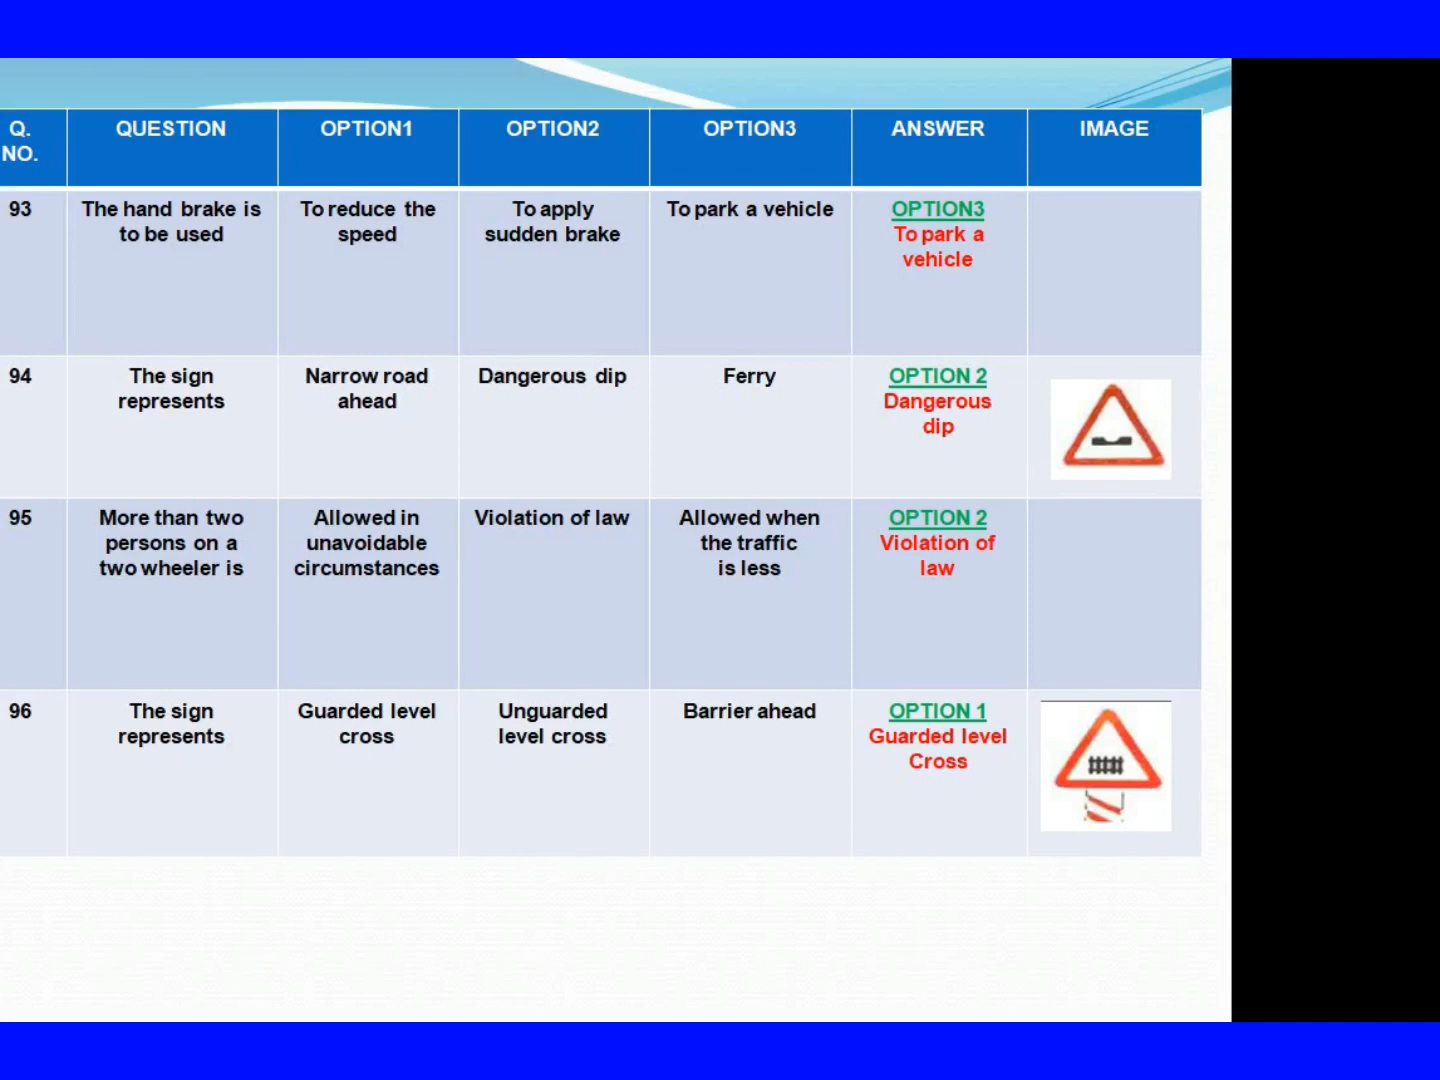 Q.
NO.
QUESTION
OPTION1
OPTION2
OPTION3
ANSWER
IMAGE
93
The hand brake is
to be used
To reduce the
speed
To apply
sudden brake
To park a vehicle
OPTION3
To park a
vehicle
94
The sign
represents
Narrow road
ahead
Dangerous dip
Ferry
OPTION 2
Dangerous
dip
95
More than two
persons on a
two wheeler is
Allowed in
unavoidable
circumstances
Violation of law
Allowed when
the traffic
is less
OPTION 2
Violation of
law
96
The sign
represents
Guarded level
cross
Unguarded
level cross
Barrier ahead
OPTION 1
Guarded level
Cross